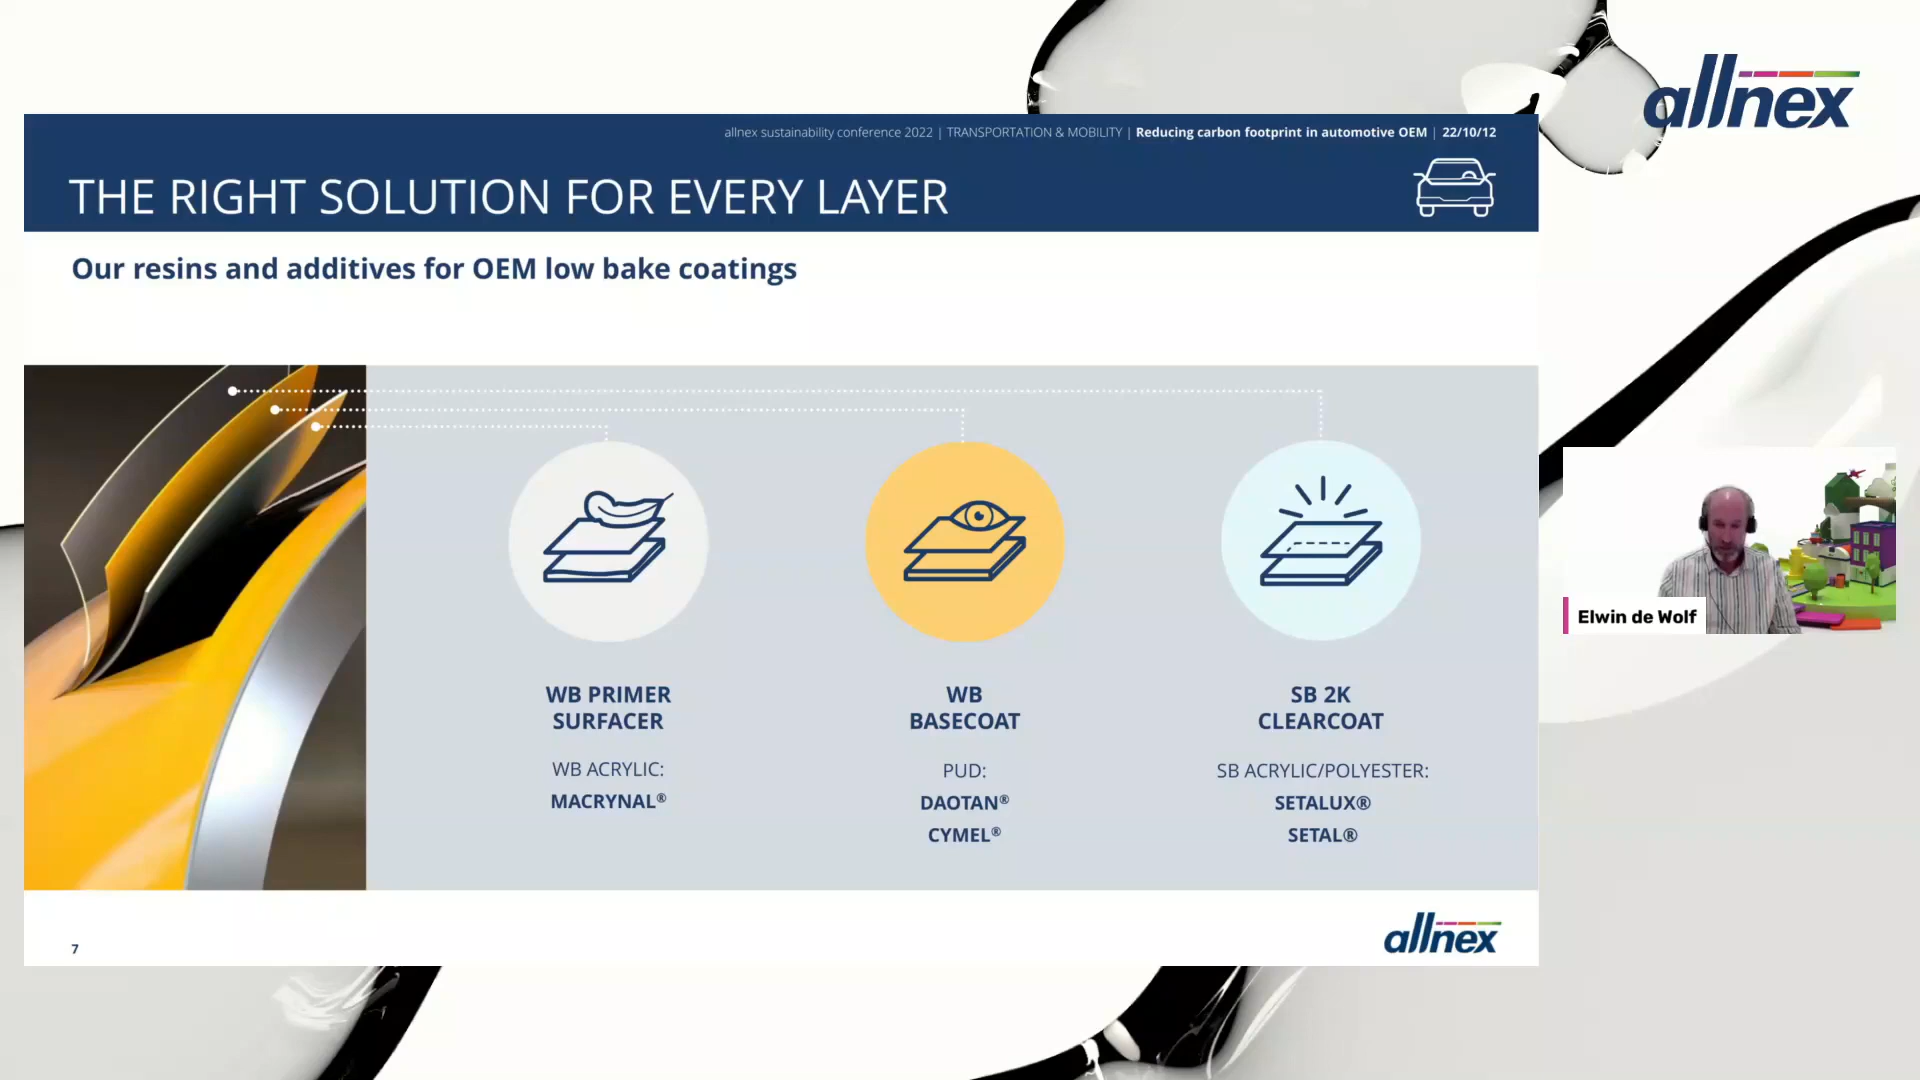 allnex
allnex sustainability conference 2022 | TRANSPORTATION & MOBILITY | Reducing carbon footprint in automotive OEM | 22/10/12
THE RIGHT SOLUTION FOR EVERY LAYER
Our resins and additives for OEM low bake coatings
WB PRIMER
SURFACER
WB ACRYLIC:
MACRYNAL®
WB
BASECOAT
PUD:
DAOTAN®
CYMEL®
SB 2K
CLEARCOAT
SB ACRYLIC/POLYESTER:
SETALUX®
SETAL®
Elwin de Wolf
7
allnex